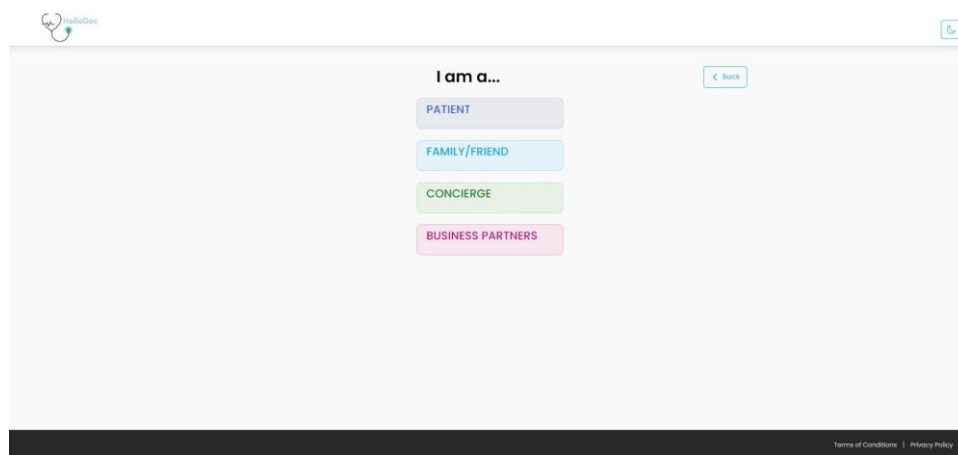 HalloDoc
I am a...
< Back
PATIENT
FAMILY/FRIEND
CONCIERGE
BUSINESS PARTNERS
Terms of Conditions | Privacy Policy